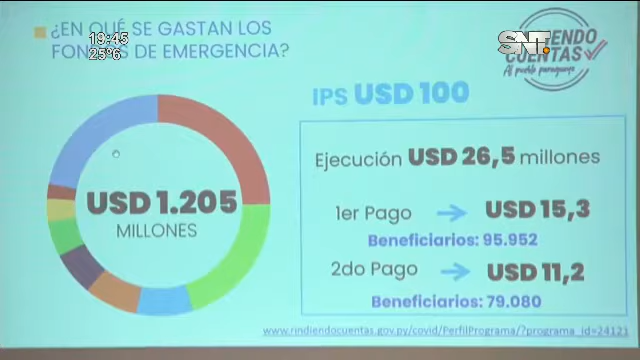 ¿EN QUÉ SE GASTAN LOS
FONDOS DE EMERGENCIA?
19:45
25°6
SNT.
CUENTAS
Al pueblo paraguayo
IPS USD 100
USD 1.205
MILLONES
Ejecución USD 26,5 millones
1er Pago USD 15,3
Beneficiarios: 95.952
2do Pago USD 11,2
Beneficiarios: 79.080
www.rindiendocuentas.gov.py/covid/PerfilPrograma/?programa_id=24121